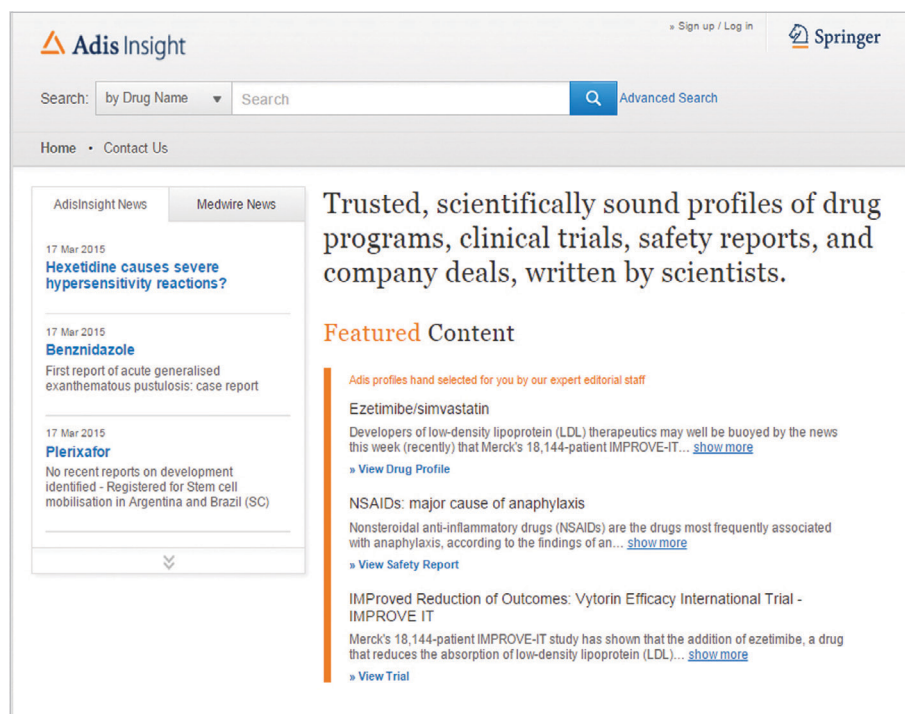 Adis Insight
» Sign up / Log in
Springer
Search: by Drug Name Search Advanced Search
Home • Contact Us
AdisInsight News Medwire News
17 Mar 2015
Hexetidine causes severe
hypersensitivity reactions?
17 Mar 2015
Benznidazole
First report of acute generalised
exanthematous pustulosis: case report
17 Mar 2015
Plerixafor
No recent reports on development
identified - Registered for Stem cell
mobilisation in Argentina and Brazil (SC)
Trusted, scientifically sound profiles of drug
programs, clinical trials, safety reports, and
company deals, written by scientists.
Featured Content
Adis profiles hand selected for you by our expert editorial staff
Ezetimibe/simvastatin
Developers of low-density lipoprotein (LDL) therapeutics may well be buoyed by the news
this week (recently) that Merck's 18,144-patient IMPROVE-IT... show more
» View Drug Profile
NSAIDs: major cause of anaphylaxis
Nonsteroidal anti-inflammatory drugs (NSAIDs) are the drugs most frequently associated
with anaphylaxis, according to the findings of an... show more
» View Safety Report
IMProved Reduction of Outcomes: Vytorin Efficacy International Trial -
IMPROVE IT
Merck's 18,144-patient IMPROVE-IT study has shown that the addition of ezetimibe, a drug
that reduces the absorption of low-density lipoprotein (LDL)... show more
» View Trial